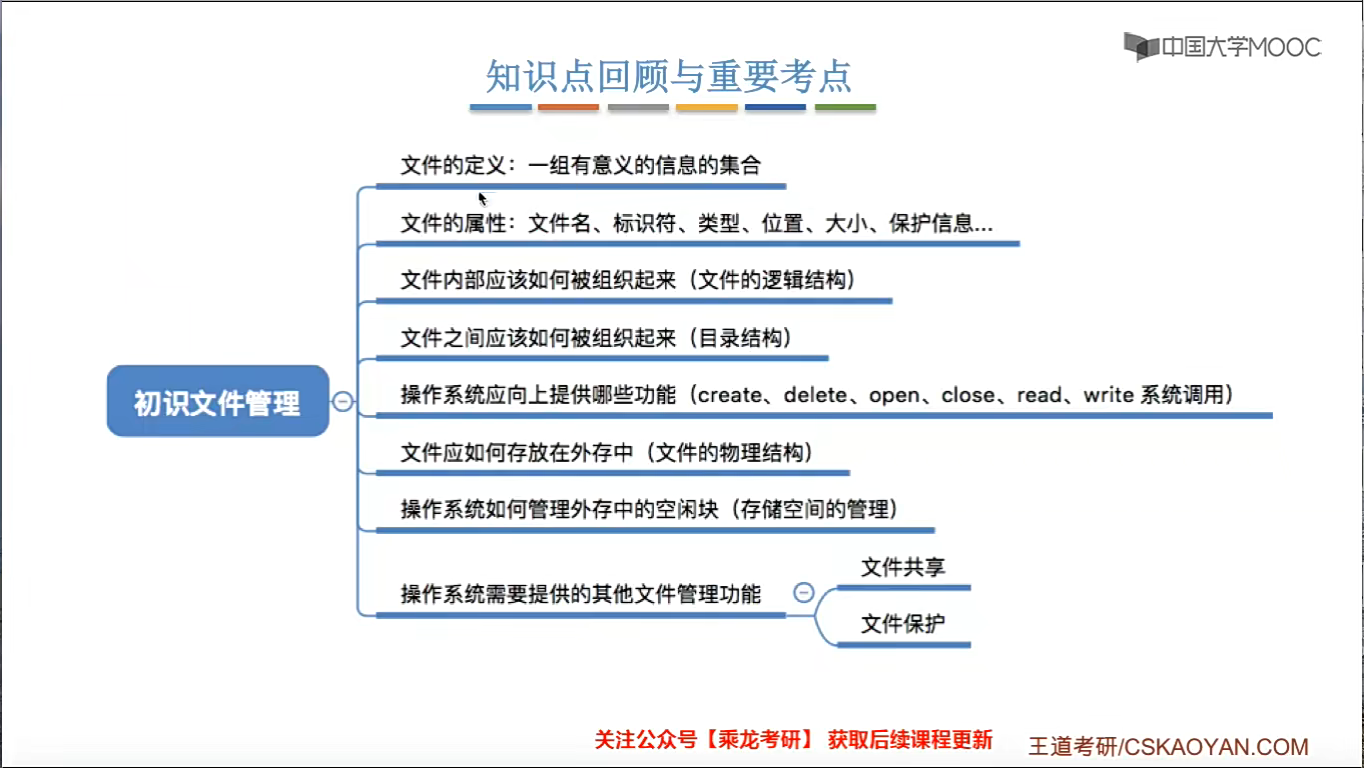 中国大学MOOC
知识点回顾与重要考点
文件的定义：一组有意义的信息的集合
文件的属性：文件名、标识符、类型、位置、大小、保护信息...
文件内部应该如何被组织起来（文件的逻辑结构）
文件之间应该如何被组织起来（目录结构）
初识文件管理
操作系统应向上提供哪些功能（create、delete、open、close、read、write 系统调用）
文件应如何存放在外存中（文件的物理结构）
操作系统如何管理外存中的空闲块（存储空间的管理）
操作系统需要提供的其他文件管理功能
文件共享
文件保护
关注公众号【乘龙考研】 获取后续课程更新
王道考研/CSKAOYAN.COM